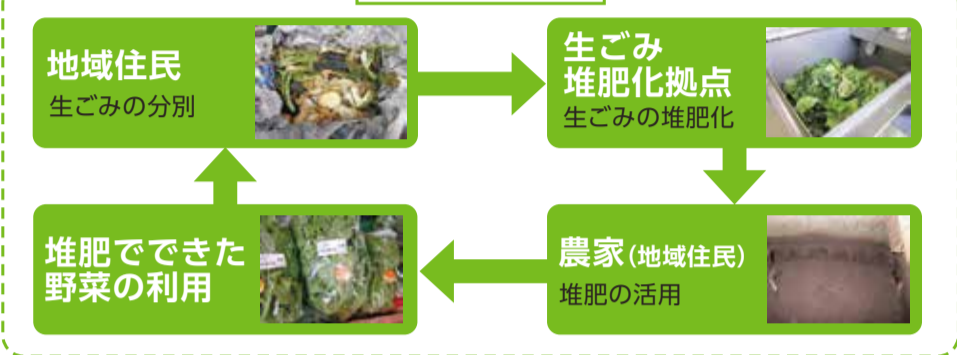 地域住民
生ごみの分別
生ごみ
堆肥化拠点
生ごみの堆肥化
堆肥でできた
野菜の利用
農家(地域住民)
堆肥の活用